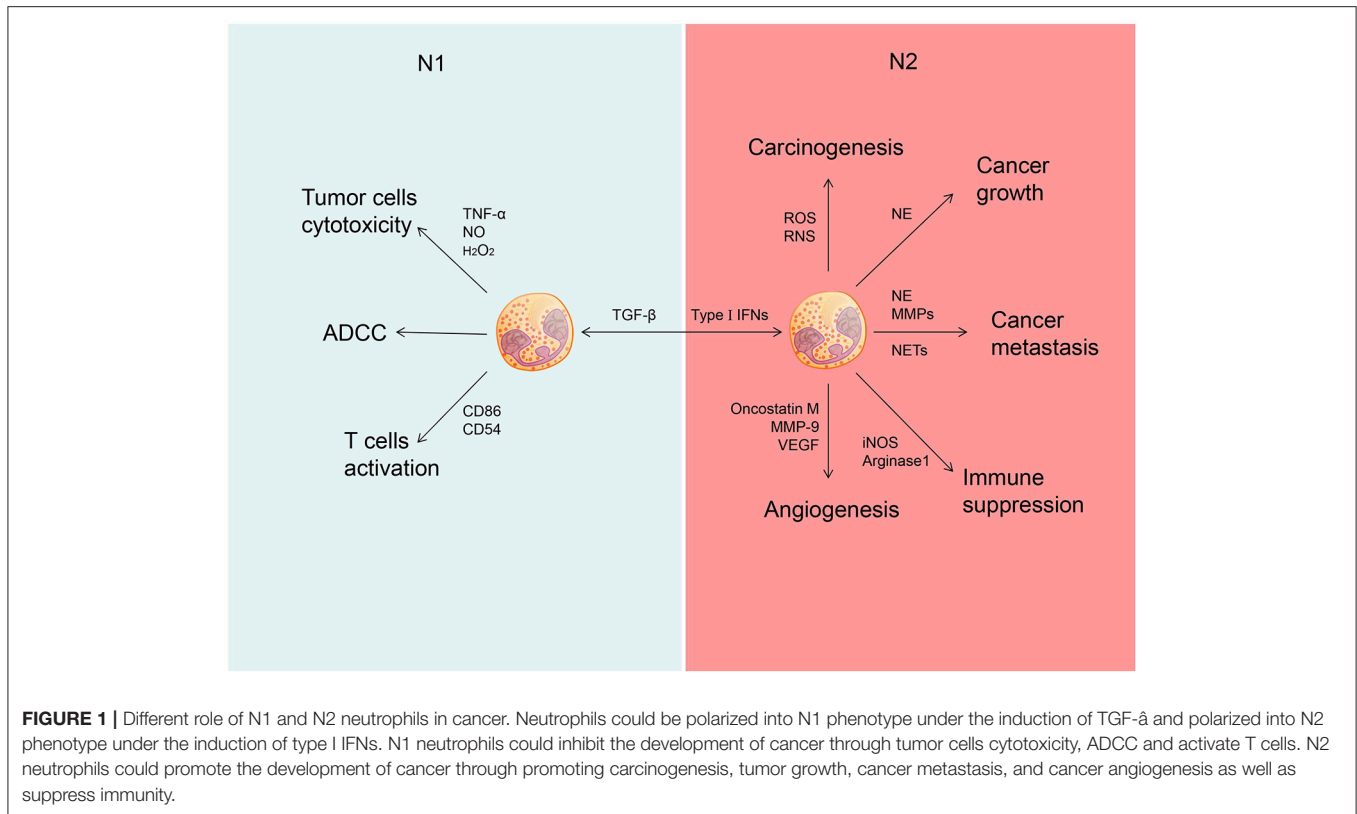 N1
Tumor cells
cytotoxicity
TNF-α
NO
H2O2
ADCC
T cells
activation
CD86
CD54
TGF-β
Type I IFNs
N2
Carcinogenesis
ROS
RNS
Cancer
growth
NE
NE
MMPs
NETs
Cancer
metastasis
Oncostatin M
MMP-9
VEGF
Angiogenesis
iNOS
Arginase1
Immune
suppression
FIGURE 1 | Different role of N1 and N2 neutrophils in cancer. Neutrophils could be polarized into N1 phenotype under the induction of TGF-â and polarized into N2
phenotype under the induction of type I IFNs. N1 neutrophils could inhibit the development of cancer through tumor cells cytotoxicity, ADCC and activate T cells. N2
neutrophils could promote the development of cancer through promoting carcinogenesis, tumor growth, cancer metastasis, and cancer angiogenesis as well as
suppress immunity.